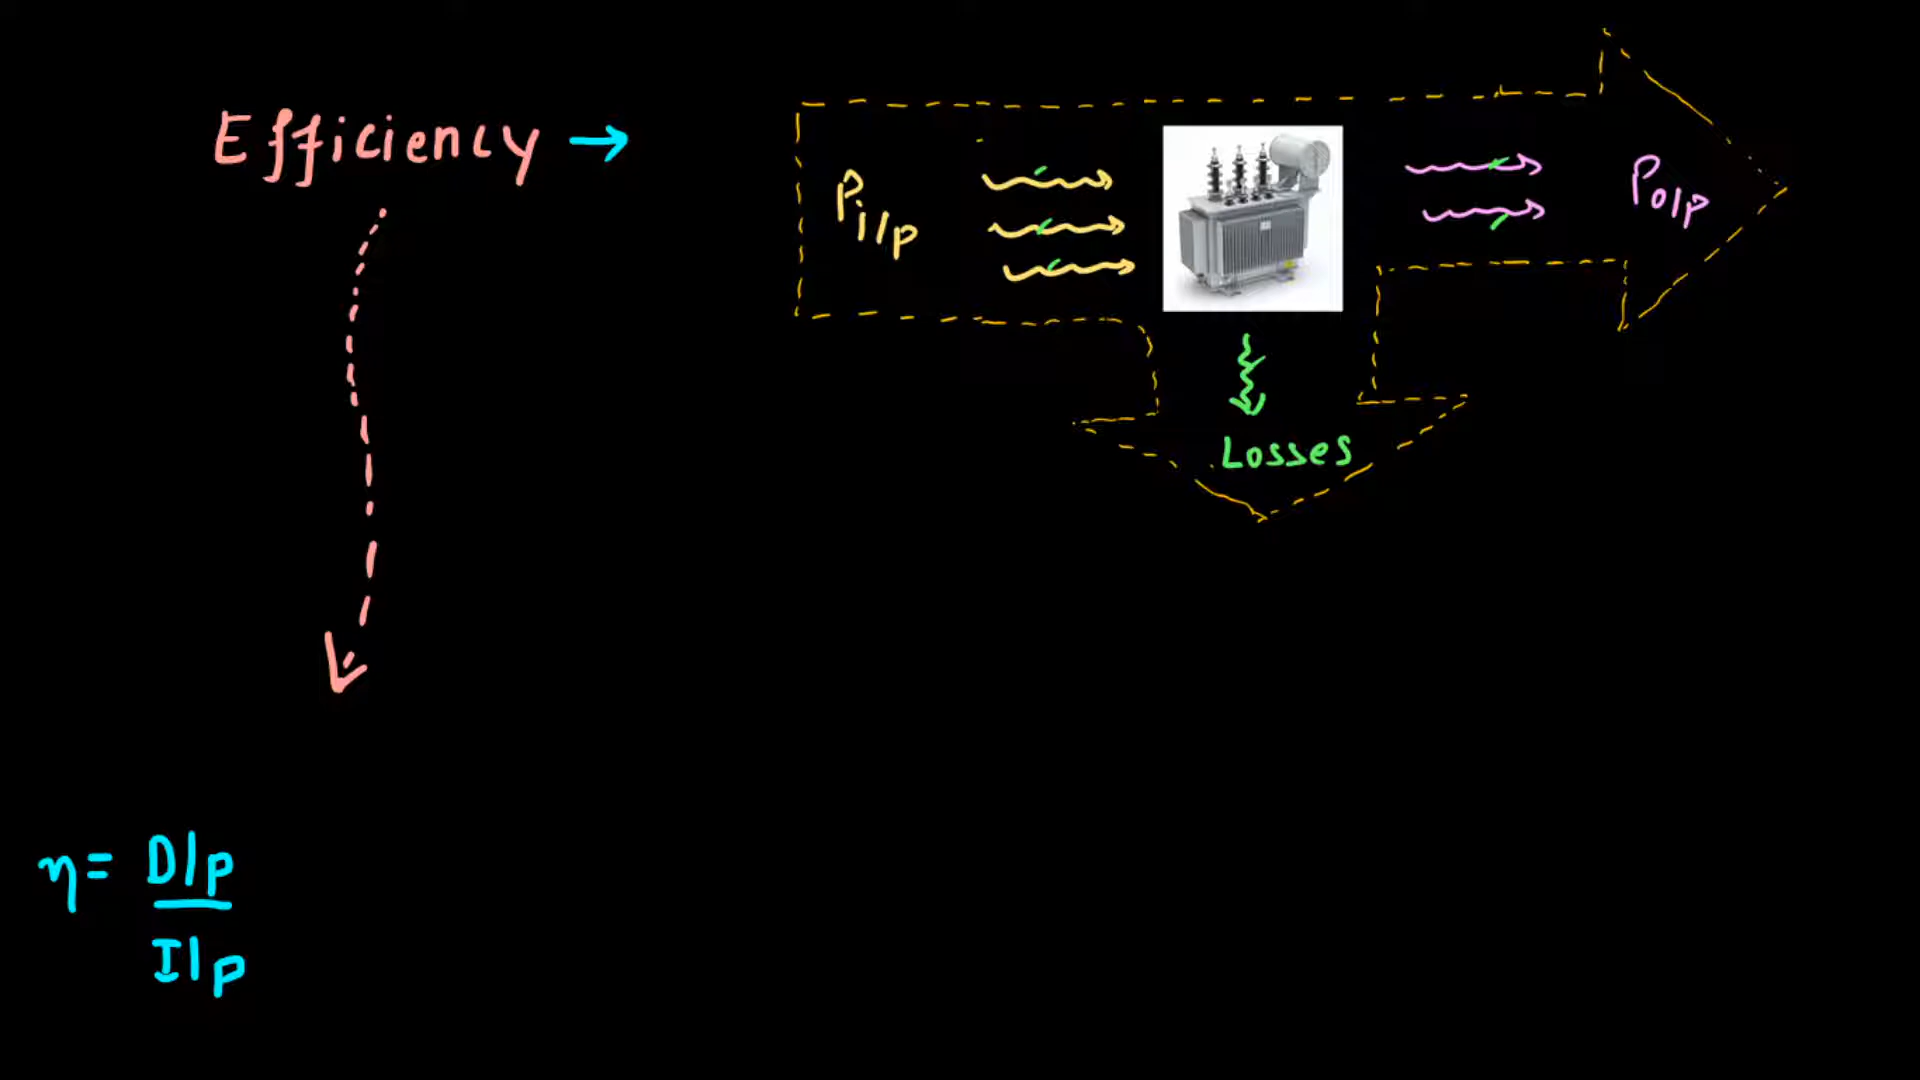 Efficiency →
Pi/p
Po/p
Losses
η = O/p
I/p